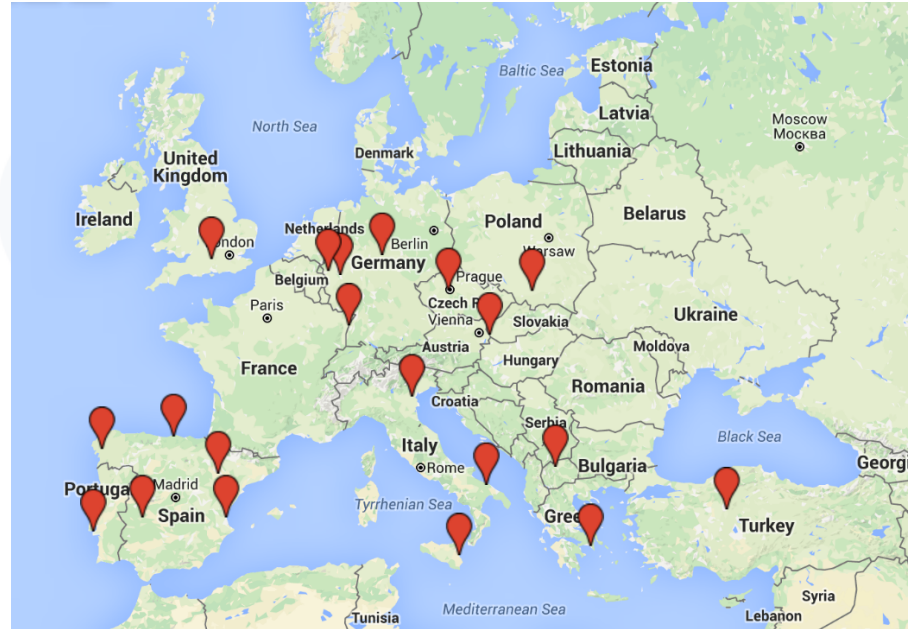 Estonia
Baltic Sea
Latvia
Moscow
Москва
North Sea
Denmark
Lithuania
United
Kingdom
Ireland
Belarus
Poland
Netherlands
London
Berlin
Warsaw
Germany
Belgium
Prague
Czech R
Paris
Vienna
Slovakia
Ukraine
Austria
Moldova
Hungary
France
Romania
Croatia
Serbia
Black Sea
Italy
Rome
Bulgaria
Georgi
Portuga
Madrid
Spain
Tyrrhenian Sea
Gree
Turkey
Syria
Mediterranean Sea
Lebanon
Tunisia